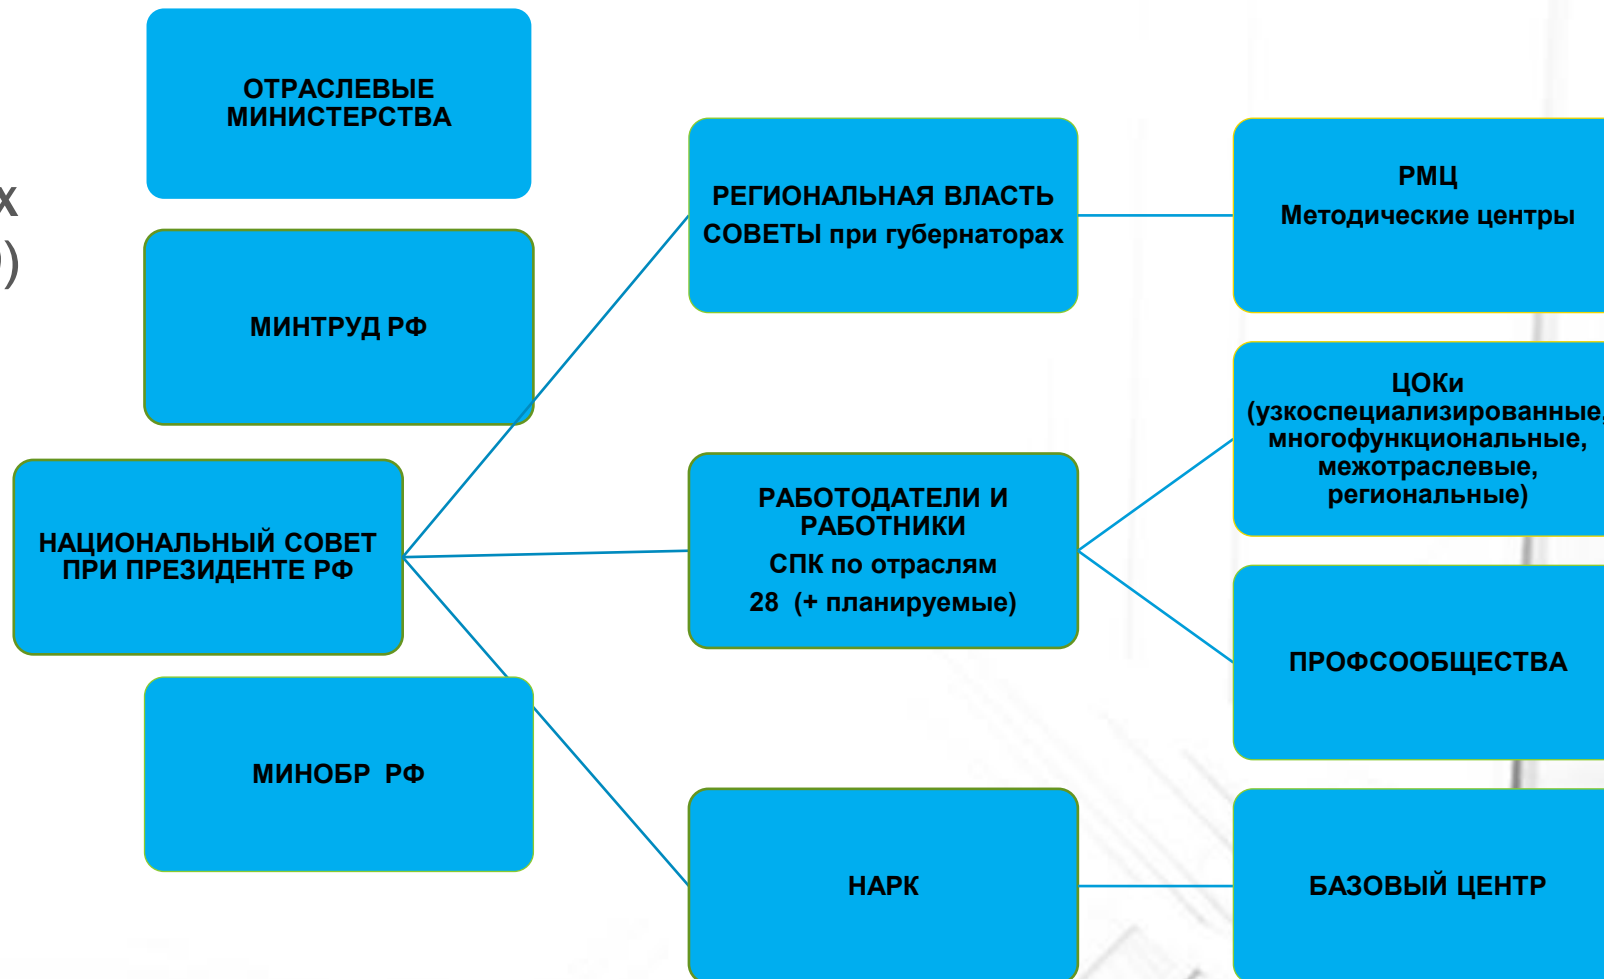 х
)
ОТРАСЛЕВЫЕ
МИНИСТЕРСТВА
МИНТРУД РФ
НАЦИОНАЛЬНЫЙ СОВЕТ
ПРИ ПРЕЗИДЕНТЕ РФ
МИНОБР РФ
РЕГИОНАЛЬНАЯ ВЛАСТЬ
СОВЕТЫ при губернаторах
РАБОТОДАТЕЛИ И
РАБОТНИКИ
СПК по отраслям
28 (+ планируемые)
НАРК
РМЦ
Методические центры
ЦОКи
(узкоспециализированные,
многофункциональные,
межотраслевые,
региональные)
ПРОФСООБЩЕСТВА
БАЗОВЫЙ ЦЕНТР